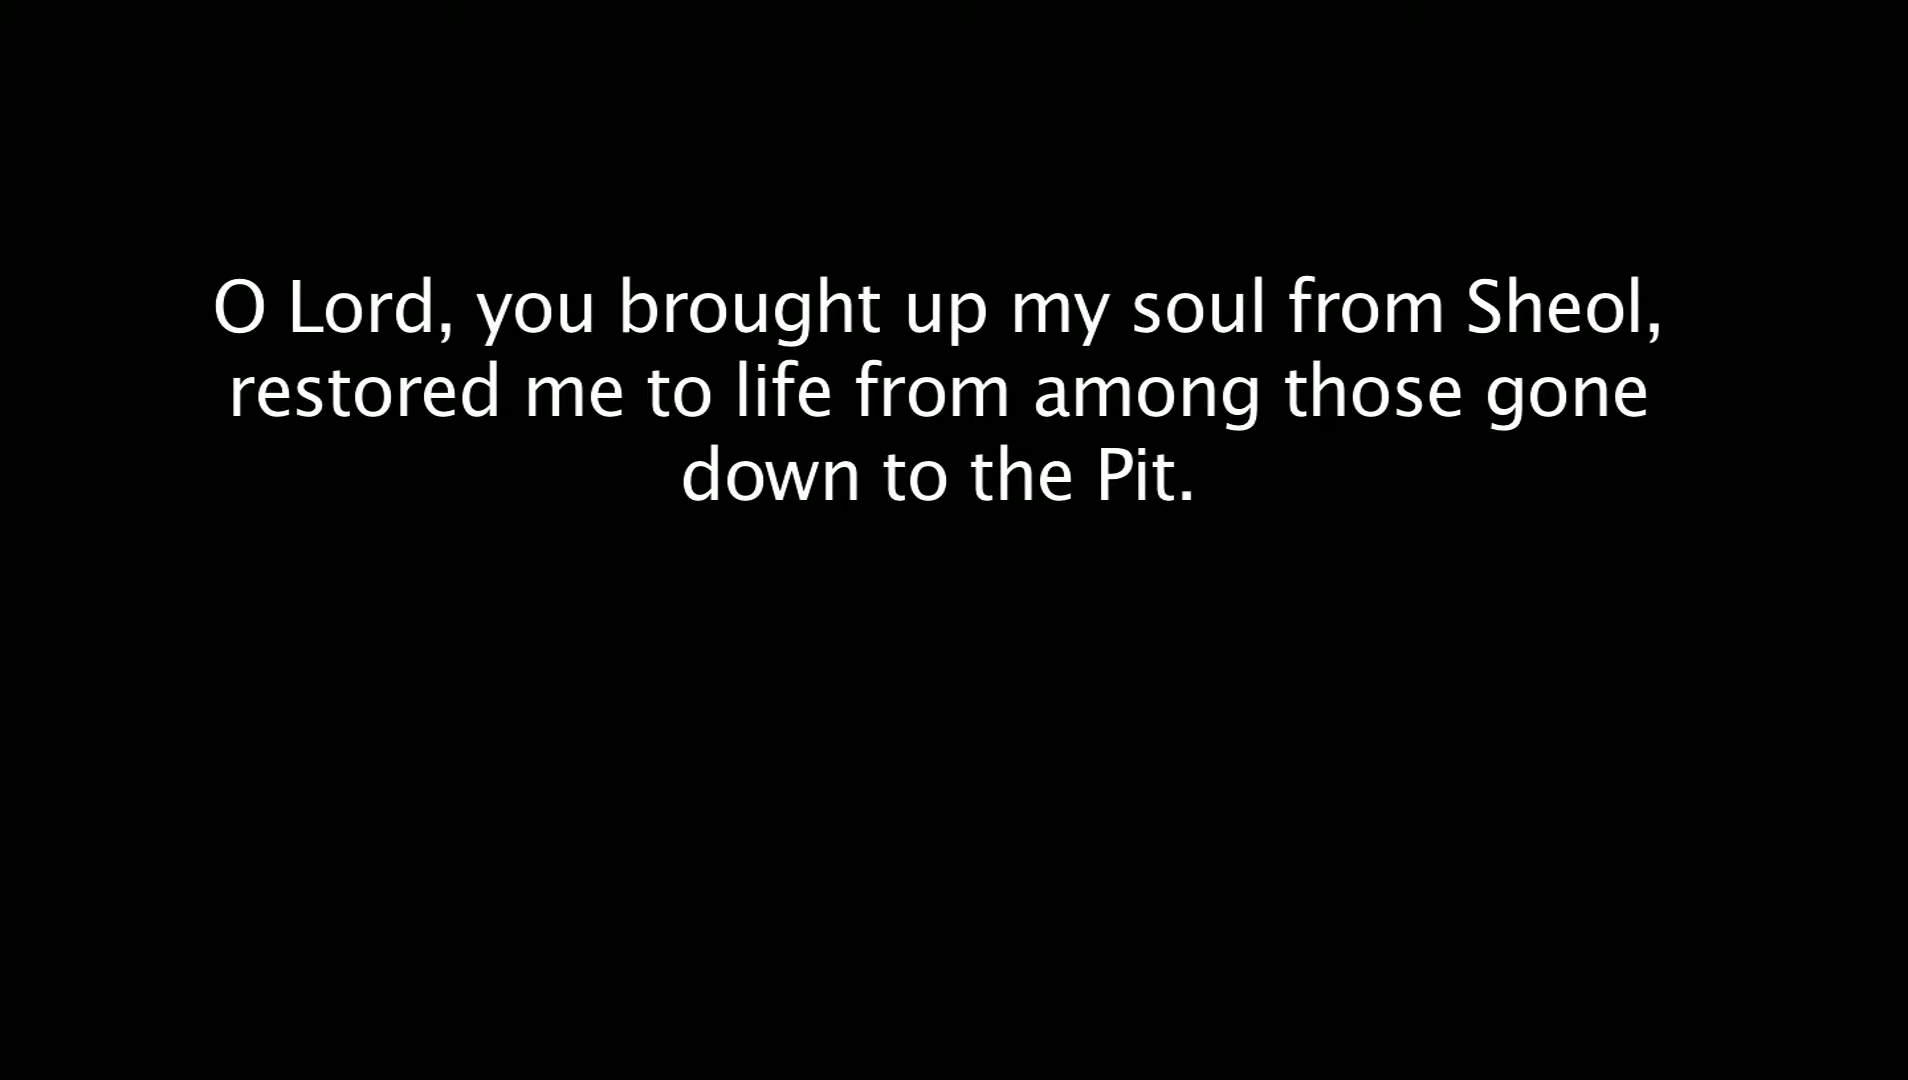 O Lord, you brought up my soul from Sheol,
restored me to life from among those gone
down to the Pit.